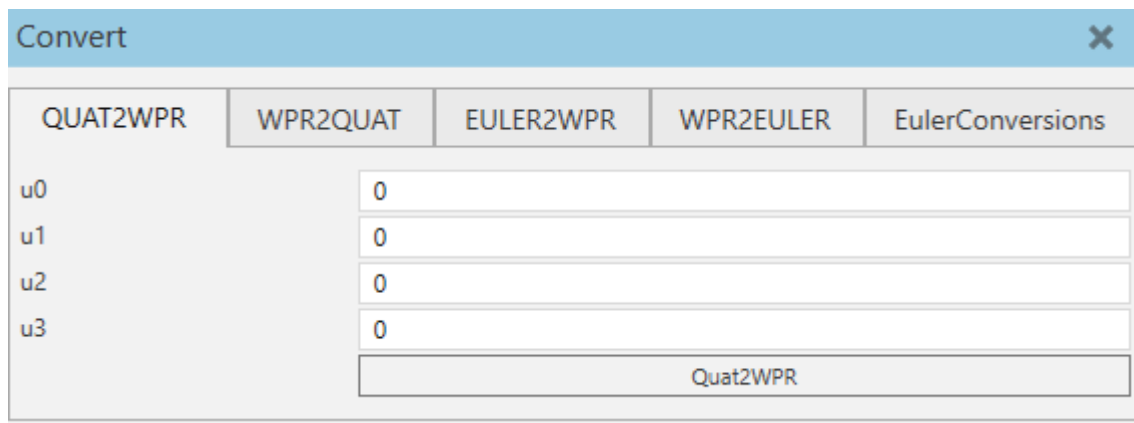 Convert
QUAT2WPR WPR2QUAT EULER2WPR WPR2EULER EulerConversions
u0 0
u1 0
u2 0
u3 0
Quat2WPR